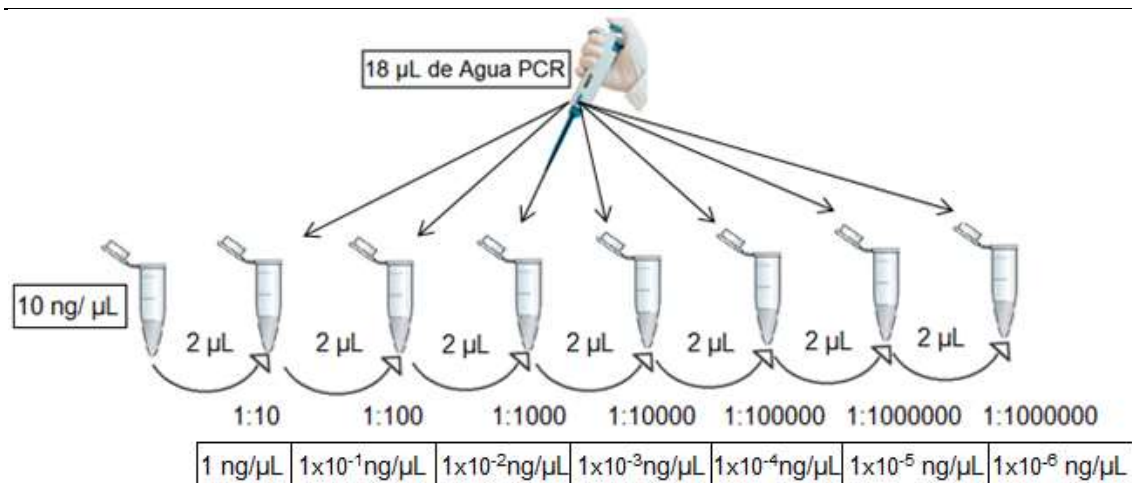 18 µL de Agua PCR
10 ng/ µL
2 µL 2 µL 2 µL 2 µL 2 µL 2 µL 2 µL
1:10 1:100 1:1000 1:10000 1:100000 1:1000000 1:1000000
1 ng/µL 1x10⁻¹ng/µL 1x10⁻²ng/µL 1x10⁻³ng/µL 1x10⁻⁴ng/µL 1x10⁻⁵ ng/µL 1x10⁻⁶ ng/µL